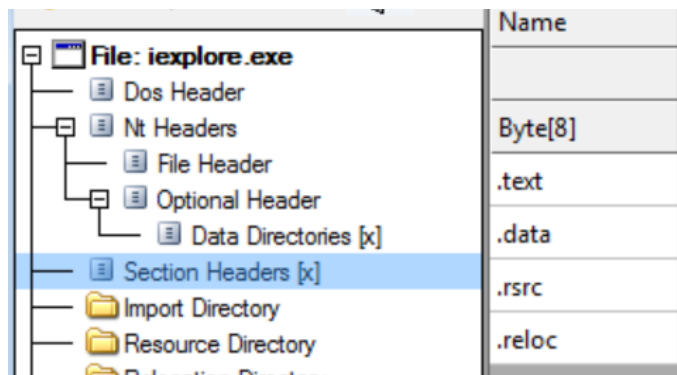 File: iexplore.exe
Dos Header
Nt Headers
File Header
Optional Header
Data Directories [x]
Section Headers [x]
Import Directory
Resource Directory
Name
Byte[8]
.text
.data
.rsrc
.reloc